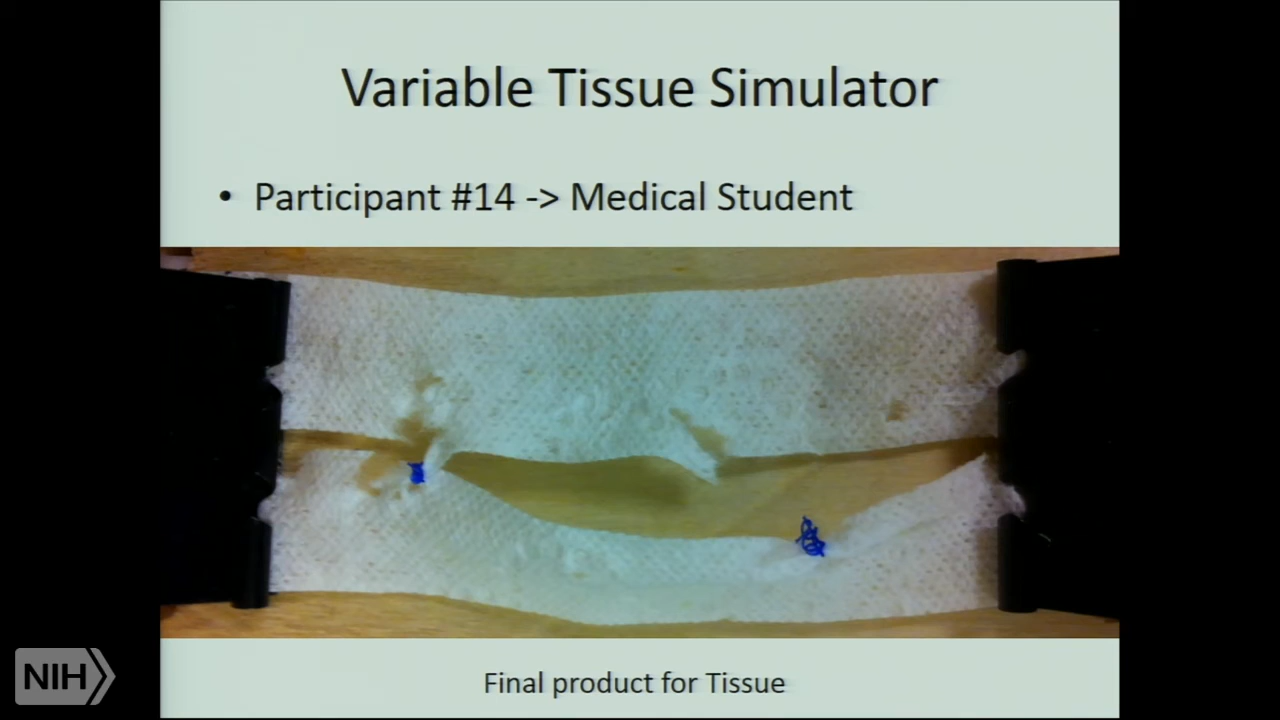 Variable Tissue Simulator
• Participant #14 -> Medical Student
NIH
Final product for Tissue